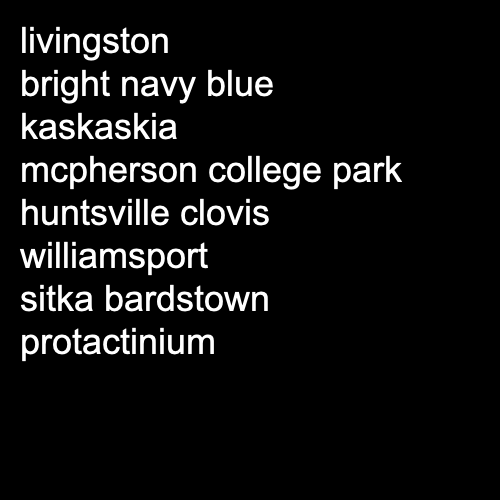 livingston
bright navy blue
kaskaskia
mcpherson college park
huntsville clovis
williamsport
sitka bardstown
protactinium